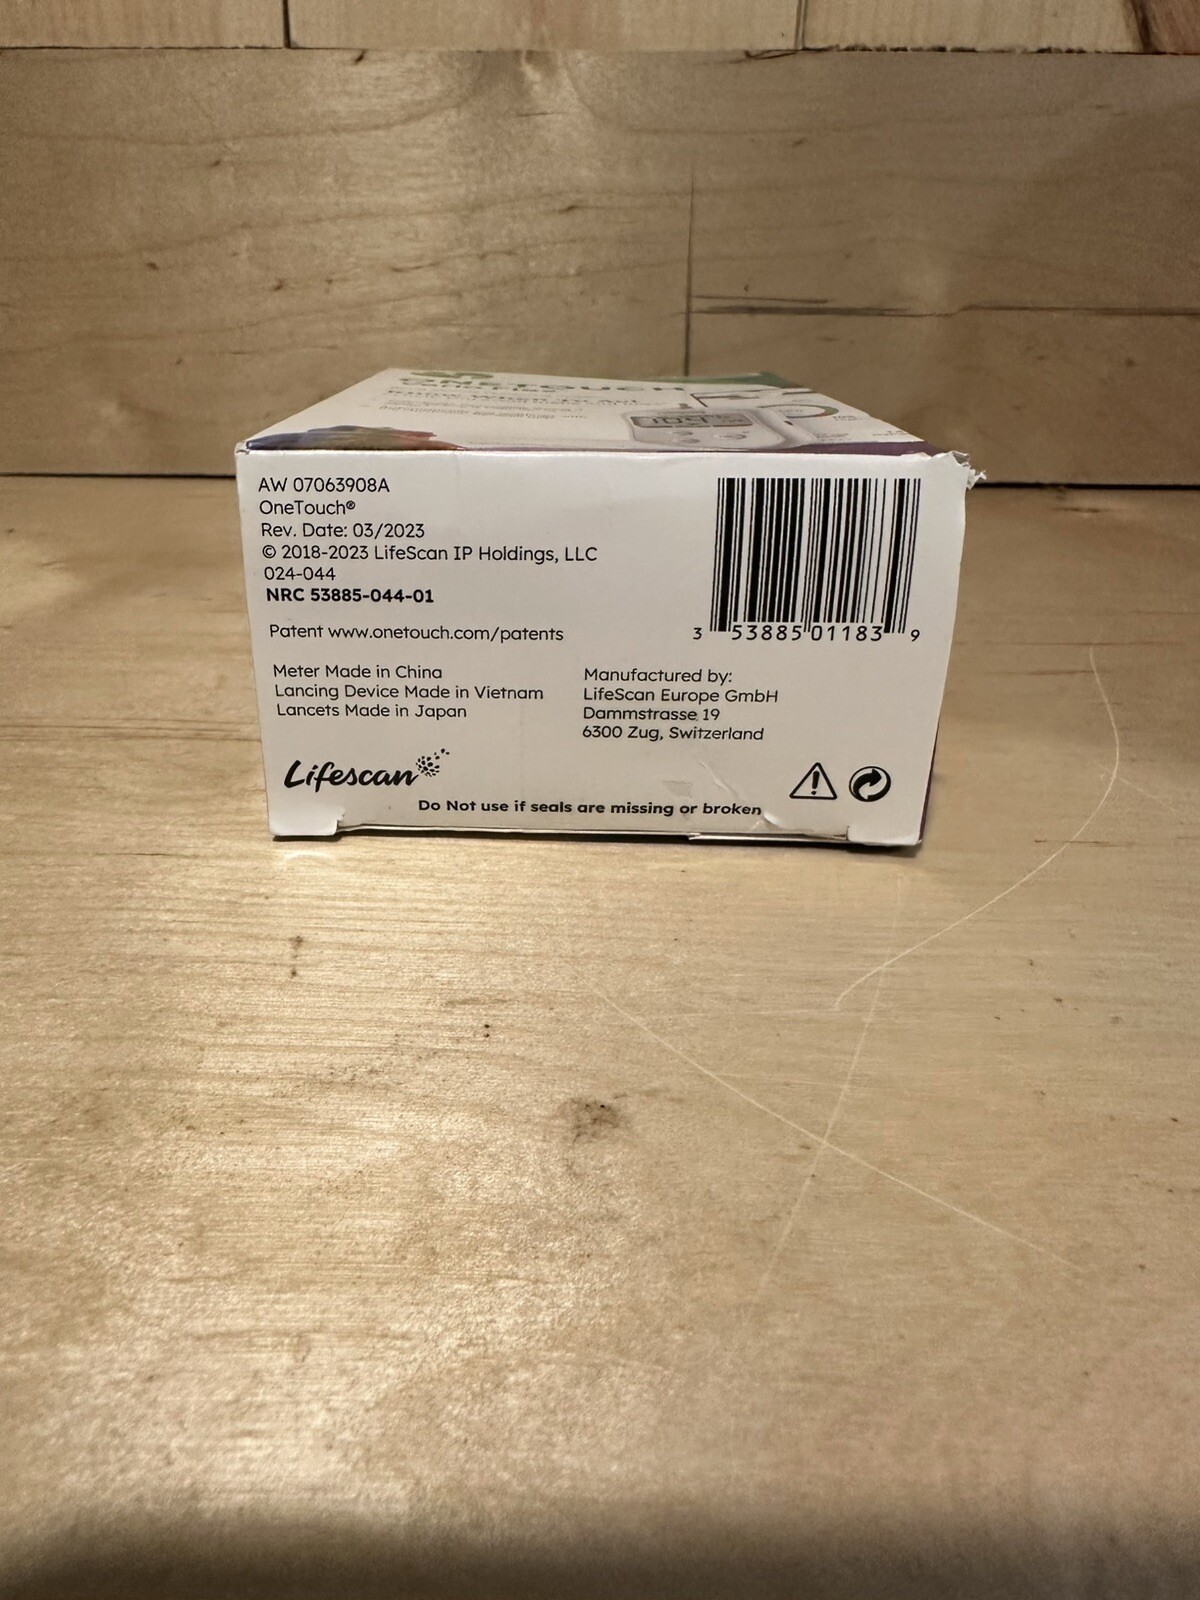 ONETOUCH
AW 07063908A
OneTouch®
Rev. Date: 03/2023
© 2018-2023 LifeScan IP Holdings, LLC
024-044
NRC 53885-044-01
Patent www.onetouch.com/patents
3 53885 01183 9
Meter Made in China
Lancing Device Made in Vietnam
Lancets Made in Japan
Manufactured by:
LifeScan Europe GmbH
Dammstrasse 19
6300 Zug, Switzerland
Lifescan
Do Not use if seals are missing or broken